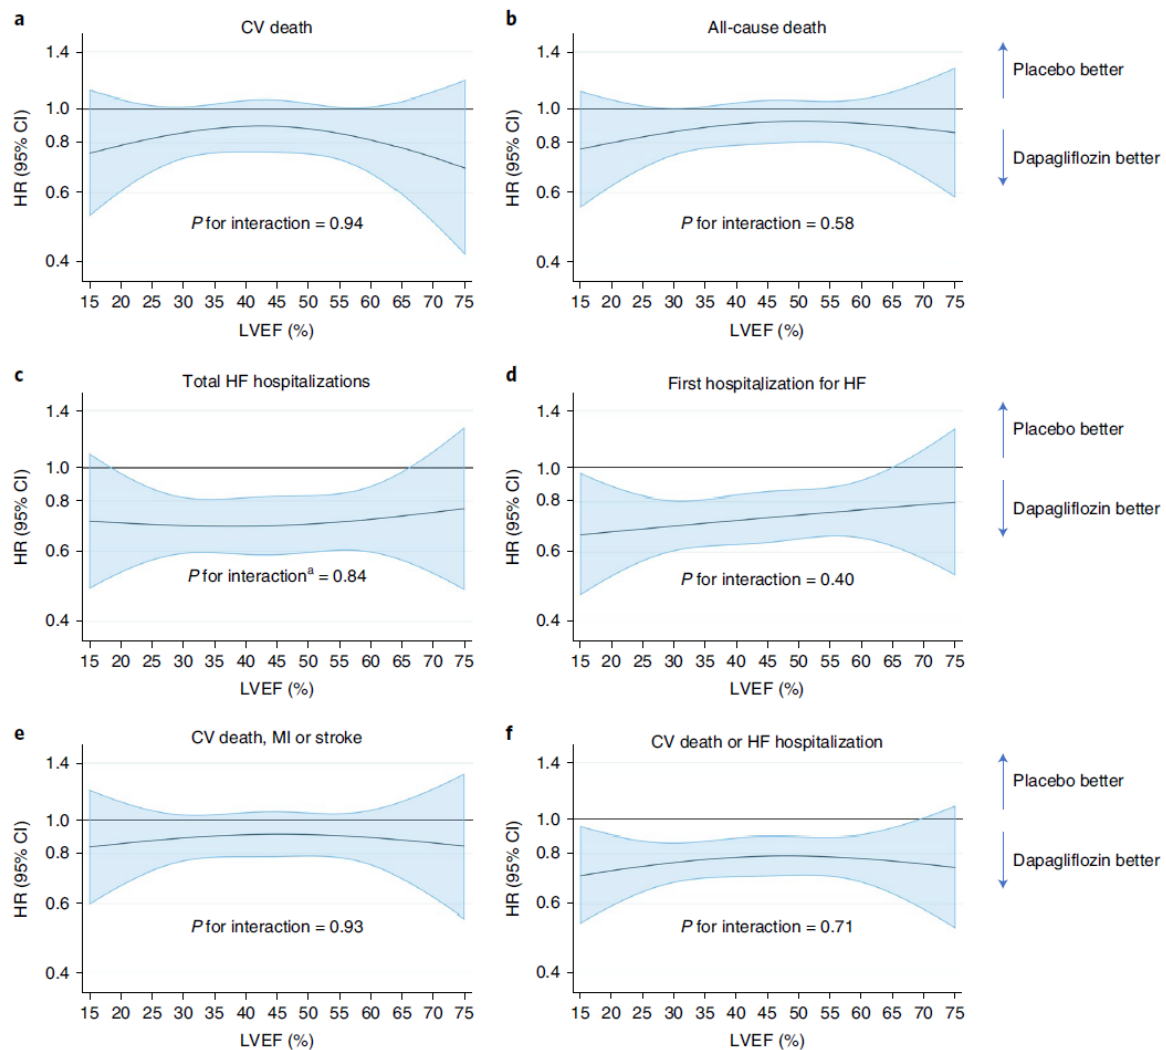 a
CV death
1.4
1.0
0.8
0.6
0.4
HR (95% CI)
P for interaction = 0.94
15 20 25 30 35 40 45 50 55 60 65 70 75
LVEF (%)
b
All-cause death
1.4
1.0
0.8
0.6
0.4
HR (95% CI)
P for interaction = 0.58
15 20 25 30 35 40 45 50 55 60 65 70 75
LVEF (%)
Placebo better
Dapagliflozin better
c
Total HF hospitalizations
1.4
1.0
0.8
0.6
0.4
HR (95% CI)
P for interactionᵃ = 0.84
15 20 25 30 35 40 45 50 55 60 65 70 75
LVEF (%)
d
First hospitalization for HF
1.4
1.0
0.8
0.6
0.4
HR (95% CI)
P for interaction = 0.40
15 20 25 30 35 40 45 50 55 60 65 70 75
LVEF (%)
Placebo better
Dapagliflozin better
e
CV death, MI or stroke
1.4
1.0
0.8
0.6
0.4
HR (95% CI)
P for interaction = 0.93
15 20 25 30 35 40 45 50 55 60 65 70 75
LVEF (%)
f
CV death or HF hospitalization
1.4
1.0
0.8
0.6
0.4
HR (95% CI)
P for interaction = 0.71
15 20 25 30 35 40 45 50 55 60 65 70 75
LVEF (%)
Placebo better
Dapagliflozin better